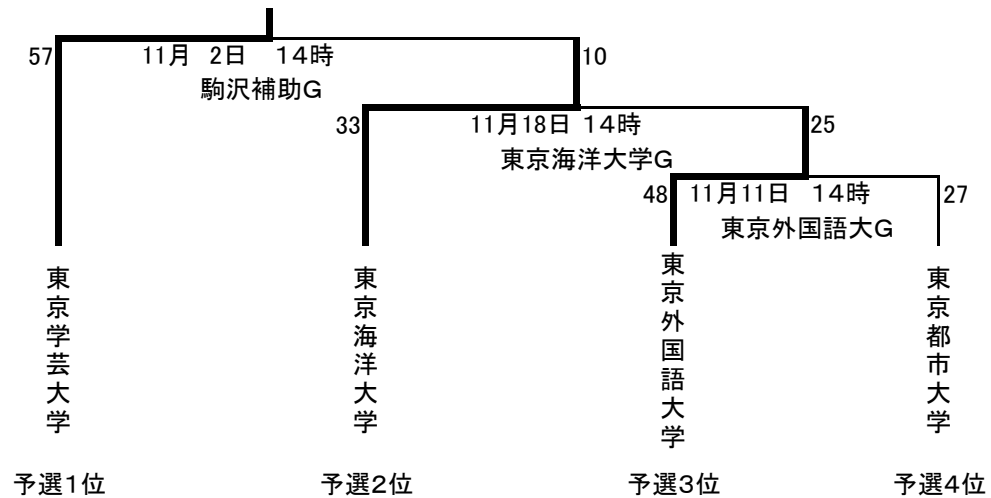 57
11月 2日 14時
10
駒沢補助G
33
11月18日 14時
25
東京海洋大学G
48
11月11日 14時
27
東京外国語大G
東京学芸大学
東京海洋大学
東京外国語大学
東京都市大学
予選1位
予選2位
予選3位
予選4位